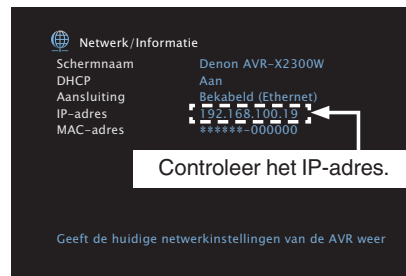 Netwerk/Informatie
Schermnaam Denon AVR-X2300W
DHCP Aan
Aansluiting Bekabeld (Ethernet)
IP-adres 192.168.100.19
MAC-adres ******-000000
Controleer het IP-adres.
Geeft de huidige netwerkinstellingen van de AVR weer